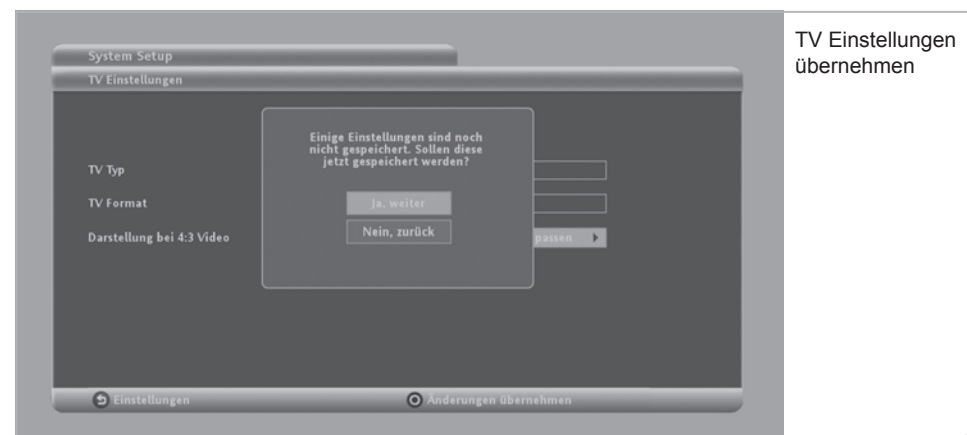 System Setup
TV Einstellungen
Einige Einstellungen sind noch
nicht gespeichert. Sollen diese
jetzt gespeichert werden?
TV Typ
TV Format
Ja, weiter
Nein, zurück
Darstellung bei 4:3 Video
passen
Einstellungen
Änderungen übernehmen
TV Einstellungen
übernehmen